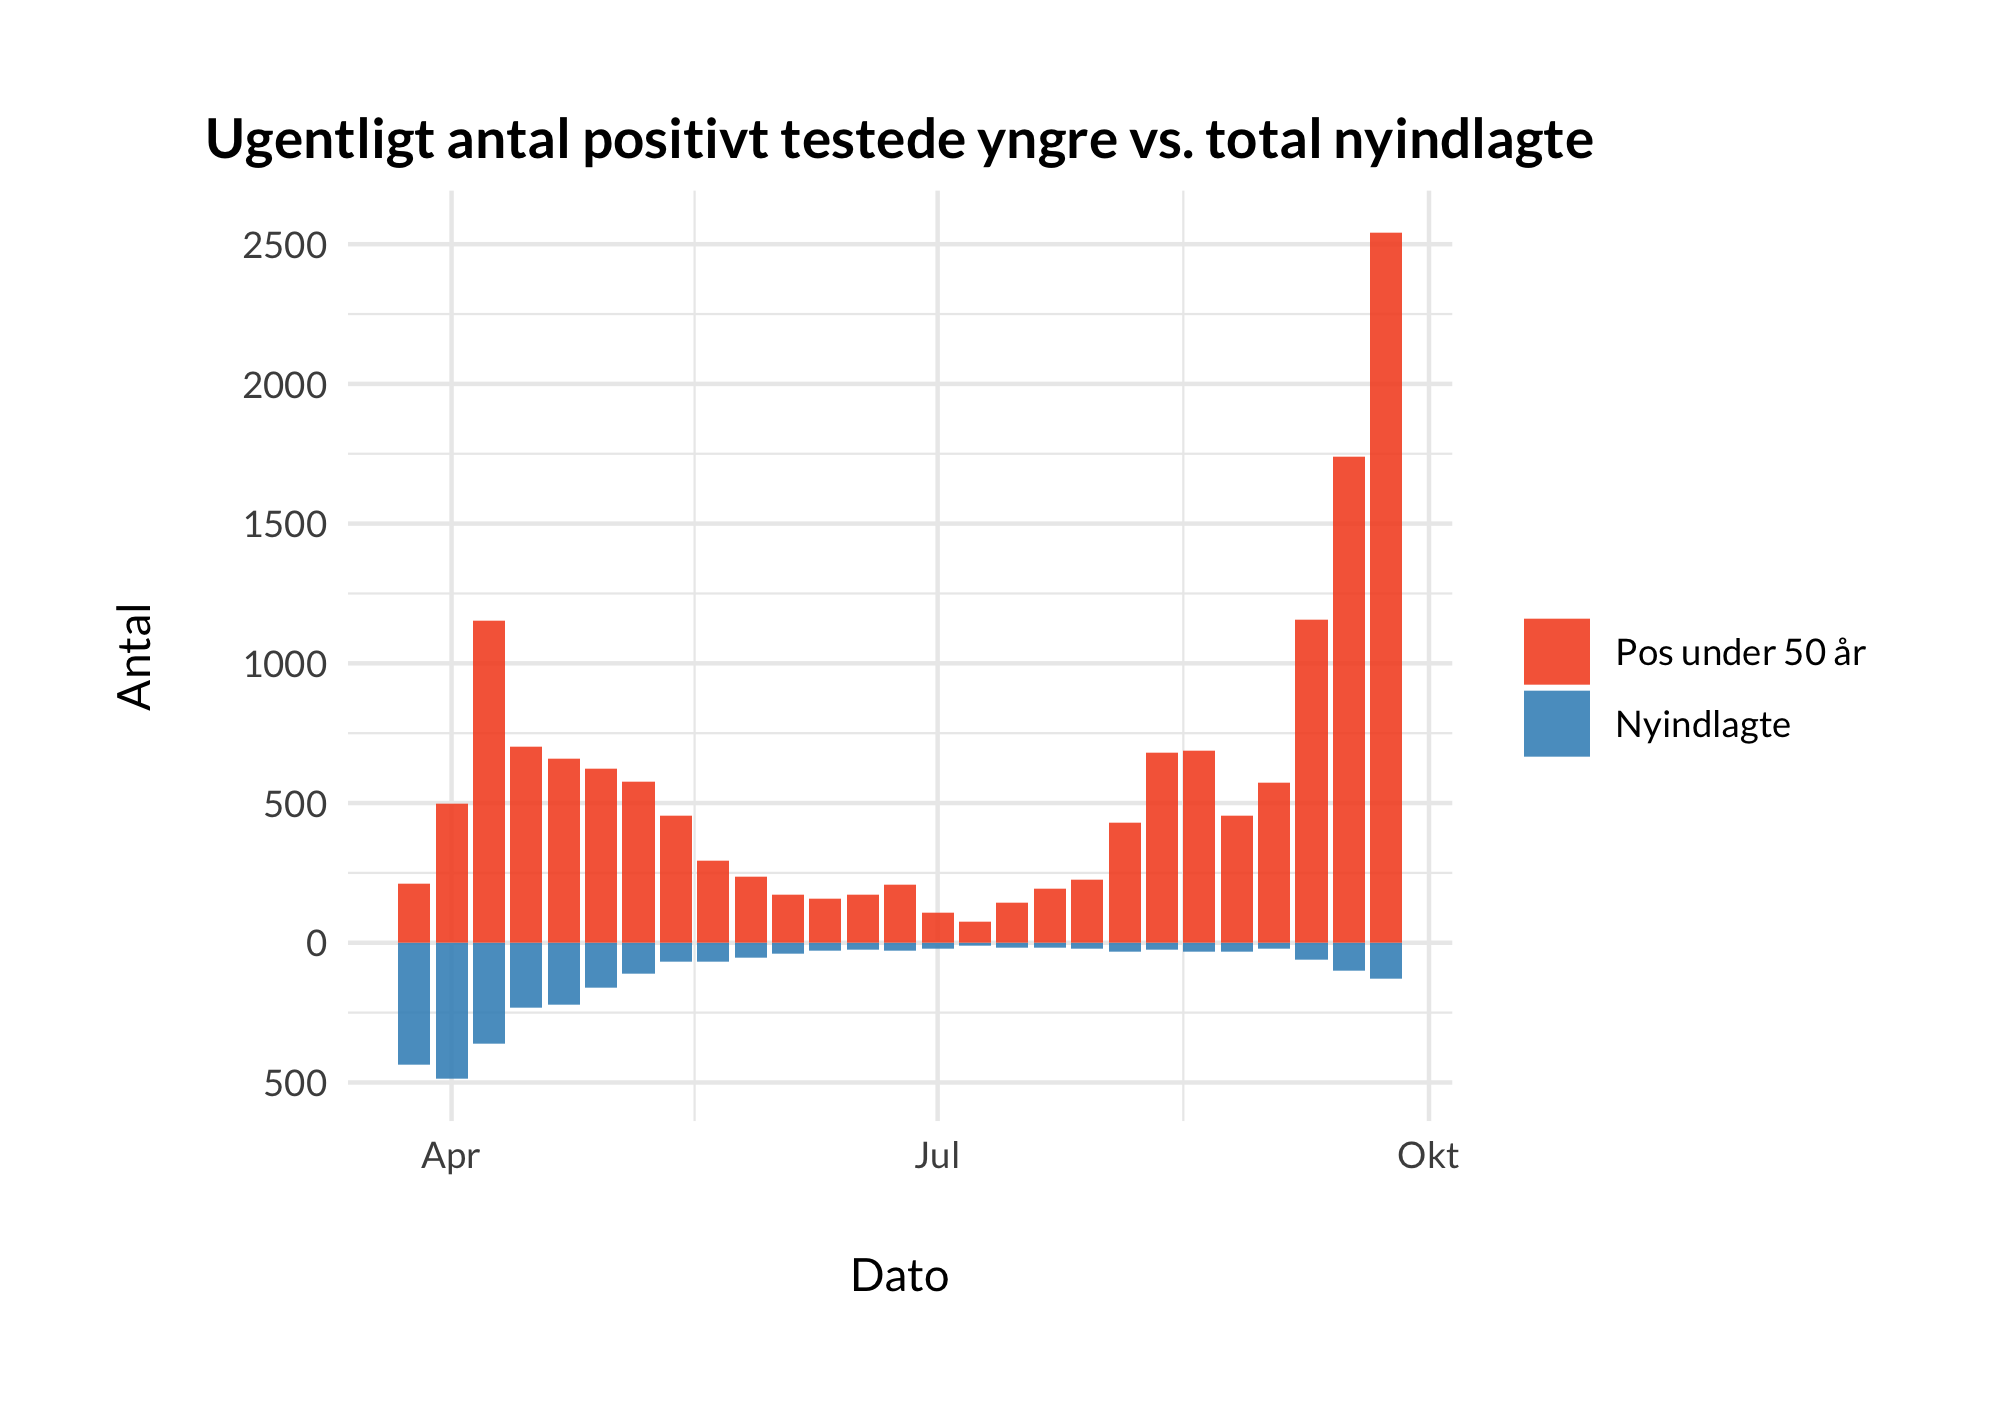 Ugentligt antal positivt testede yngre vs. total nyindlagte
Antal
2500
2000
1500
1000
500
0
500
Apr
Jul
Okt
Dato
Pos under 50 år
Nyindlagte